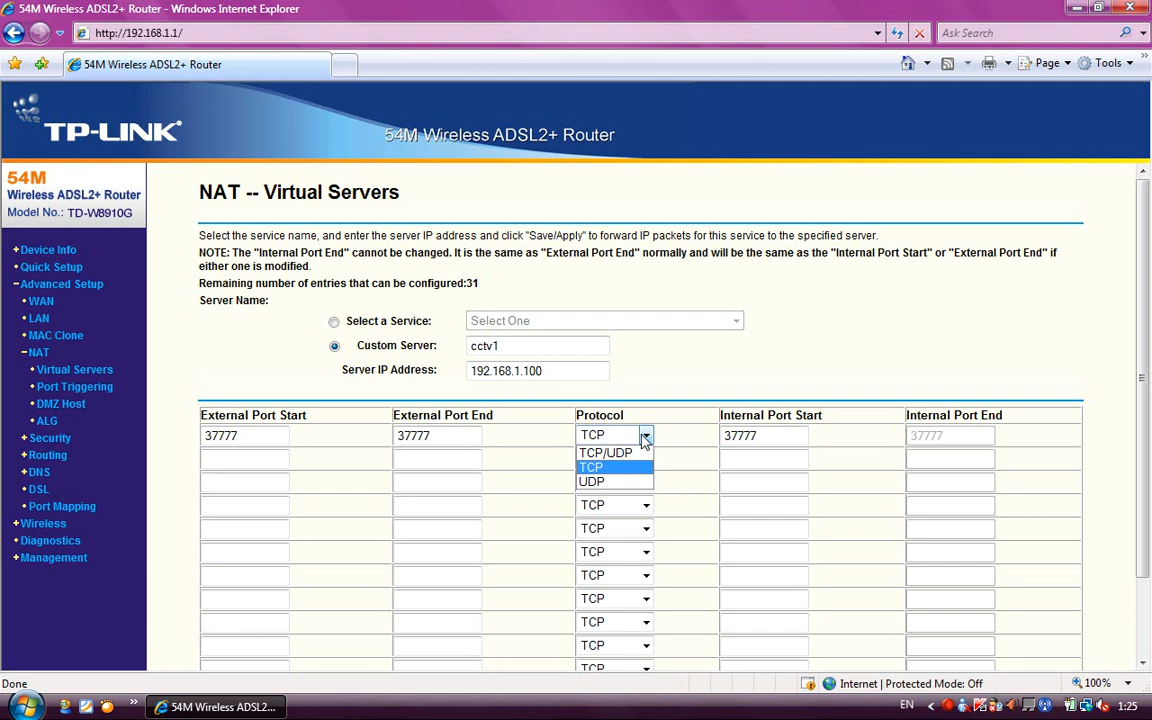 54M Wireless ADSL2+ Router - Windows Internet Explorer
http://192.168.1.1/
Ask Search
54M Wireless ADSL2+ Router
Page
Tools
TP-LINK
54M Wireless ADSL2+ Router
54M
Wireless ADSL2+ Router
Model No.: TD-W8910G
+Device Info
+Quick Setup
-Advanced Setup
WAN
LAN
MAC Clone
-NAT
Virtual Servers
Port Triggering
DMZ Host
ALG
+Security
+Routing
+DNS
DSL
Port Mapping
+Wireless
+Diagnostics
+Management
NAT -- Virtual Servers
Select the service name, and enter the server IP address and click "Save/Apply" to forward IP packets for this service to the specified server.
NOTE: The "Internal Port End" cannot be changed. It is the same as "External Port End" normally and will be the same as the "Internal Port Start" or "External Port End" if
either one is modified.
Remaining number of entries that can be configured:31
Server Name:
Select a Service: Select One
Custom Server: cctv1
Server IP Address: 192.168.1.100
External Port Start External Port End Protocol Internal Port Start Internal Port End
37777 37777 TCP 37777 37777
TCP/UDP
TCP
UDP
TCP
TCP
TCP
TCP
TCP
TCP
TCP
TCP
Done
Internet | Protected Mode: Off
100%
54M Wireless ADSL2...
EN
1:25